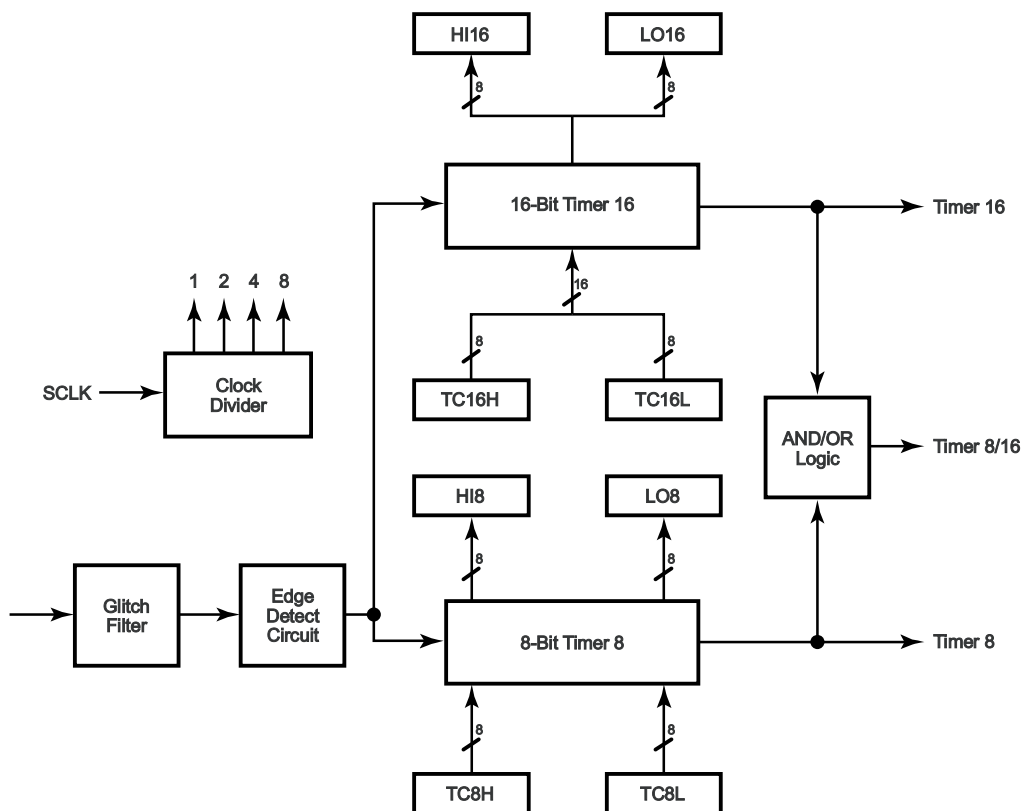 HI16
LO16
8
8
16-Bit Timer 16
Timer 16
1 2 4 8
16
SCLK
Clock
Divider
8
8
TC16H
TC16L
AND/OR
Logic
Timer 8/16
HI8
LO8
8
8
Glitch
Filter
Edge
Detect
Circuit
8-Bit Timer 8
Timer 8
8
8
TC8H
TC8L